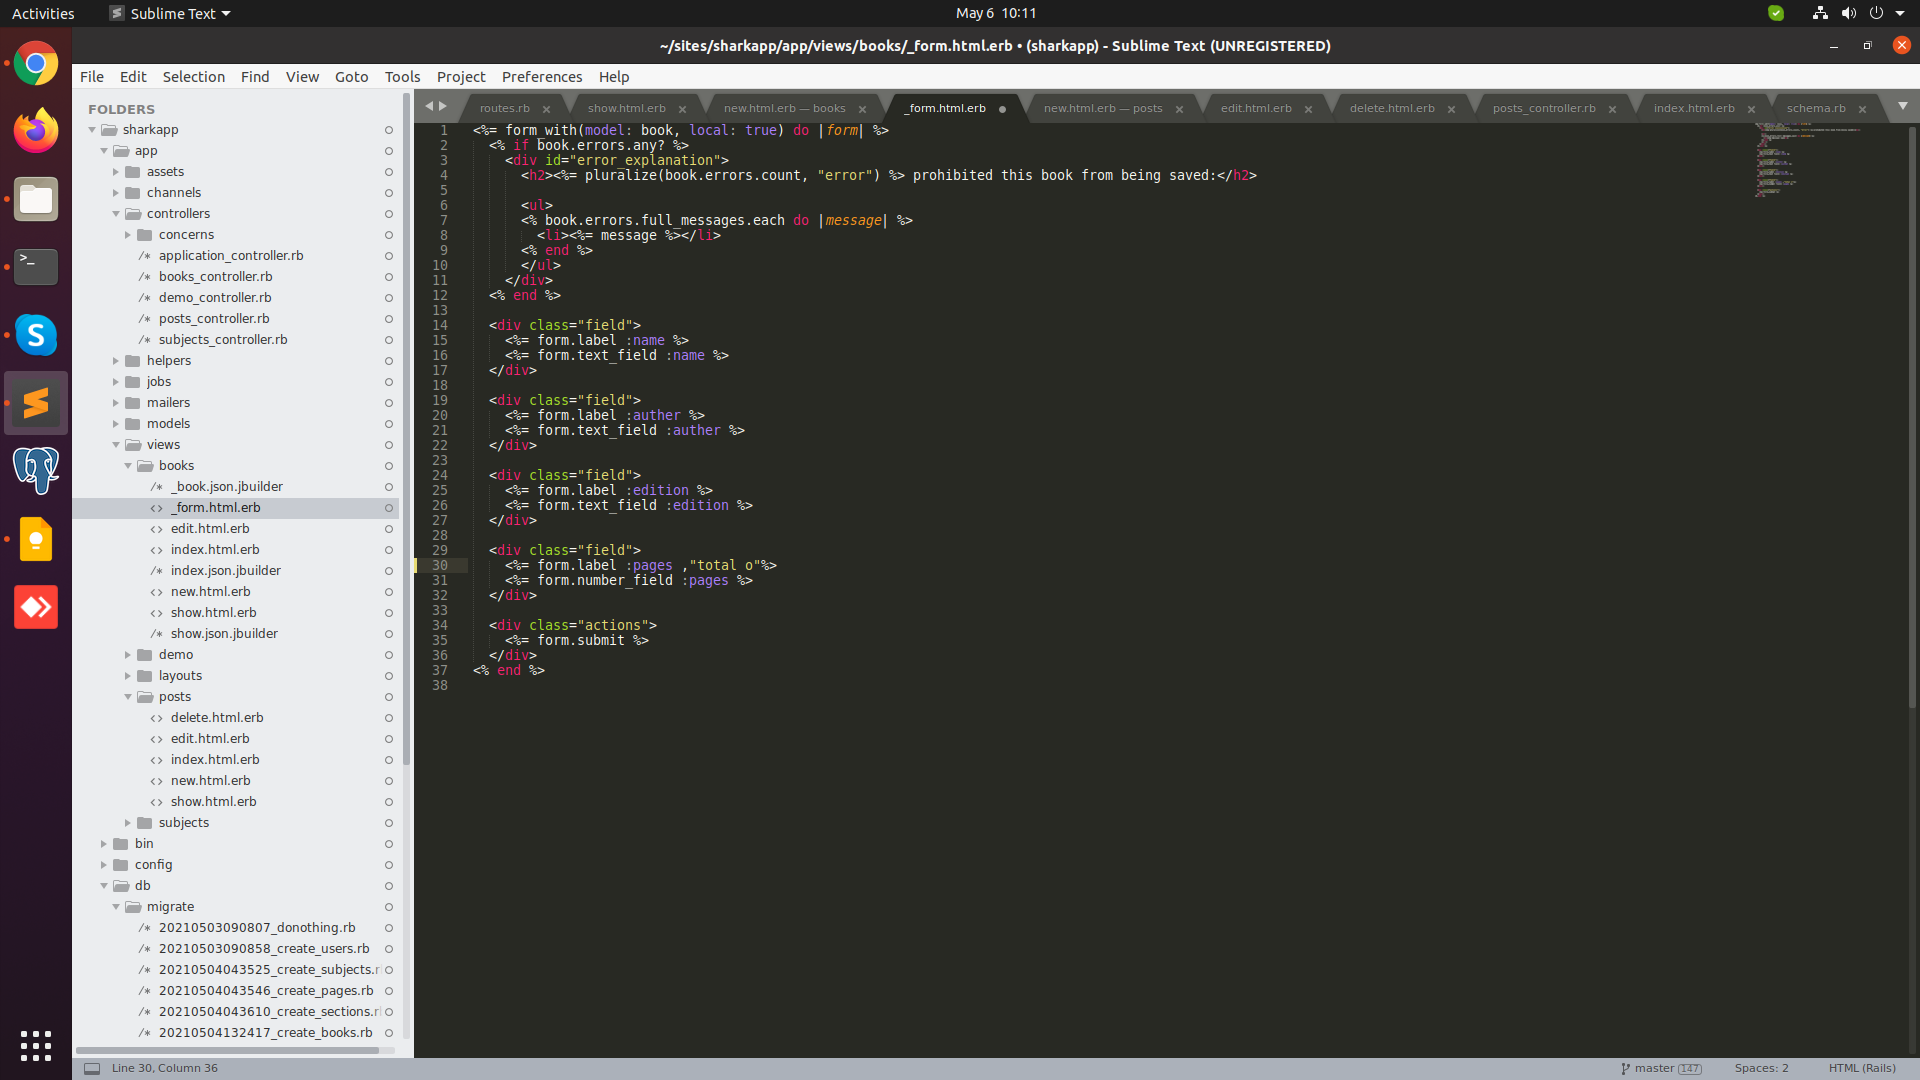 Activities Sublime Text May 6 10:11
~/sites/sharkapp/app/views/books/_form.html.erb • (sharkapp) - Sublime Text (UNREGISTERED)
File Edit Selection Find View Goto Tools Project Preferences Help
FOLDERS
sharkapp
app
assets
channels
controllers
concerns
/* application_controller.rb
/* books_controller.rb
/* demo_controller.rb
/* posts_controller.rb
/* subjects_controller.rb
helpers
jobs
mailers
models
views
books
/* _book.json.jbuilder
<> _form.html.erb
<> edit.html.erb
<> index.html.erb
/* index.json.jbuilder
<> new.html.erb
<> show.html.erb
/* show.json.jbuilder
demo
layouts
posts
<> delete.html.erb
<> edit.html.erb
<> index.html.erb
<> new.html.erb
<> show.html.erb
subjects
bin
config
db
migrate
/* 20210503090807_donothing.rb
/* 20210503090858_create_users.rb
/* 20210504043525_create_subjects.r
/* 20210504043546_create_pages.rb
/* 20210504043610_create_sections.r
/* 20210504132417_create_books.rb
routes.rb × show.html.erb × new.html.erb — books × _form.html.erb • new.html.erb — posts × edit.html.erb × delete.html.erb × posts_controller.rb × index.html.erb × schema.rb ×
1 <%= form_with(model: book, local: true) do |form| %>
2 <% if book.errors.any? %>
3 <div id="error_explanation">
4 <h2><%= pluralize(book.errors.count, "error") %> prohibited this book from being saved:</h2>
5
6 <ul>
7 <% book.errors.full_messages.each do |message| %>
8 <li><%= message %></li>
9 <% end %>
10 </ul>
11 </div>
12 <% end %>
13
14 <div class="field">
15 <%= form.label :name %>
16 <%= form.text_field :name %>
17 </div>
18
19 <div class="field">
20 <%= form.label :auther %>
21 <%= form.text_field :auther %>
22 </div>
23
24 <div class="field">
25 <%= form.label :edition %>
26 <%= form.text_field :edition %>
27 </div>
28
29 <div class="field">
30 <%= form.label :pages ,"total o"%>
31 <%= form.number_field :pages %>
32 </div>
33
34 <div class="actions">
35 <%= form.submit %>
36 </div>
37 <% end %>
38
Line 30, Column 36 master 147 Spaces: 2 HTML (Rails)